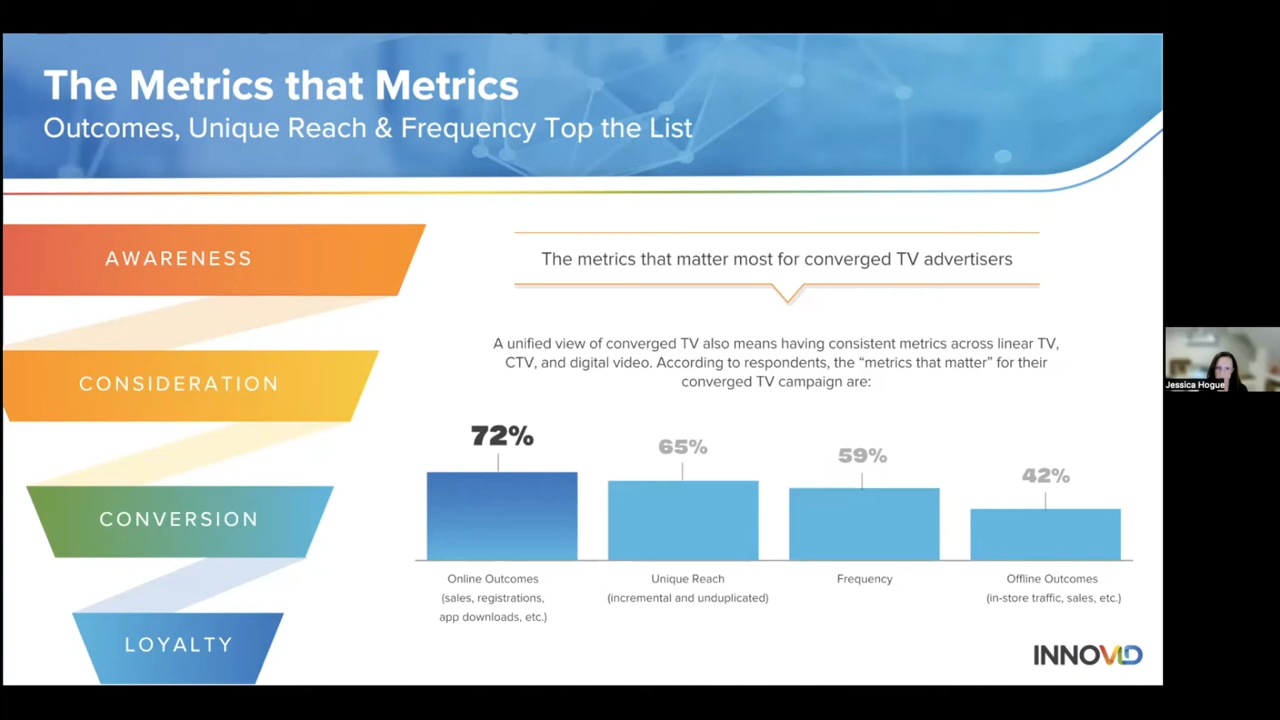 The Metrics that Metrics
Outcomes, Unique Reach & Frequency Top the List
AWARENESS
CONSIDERATION
CONVERSION
LOYALTY
The metrics that matter most for converged TV advertisers
A unified view of converged TV also means having consistent metrics across linear TV,
CTV, and digital video. According to respondents, the “metrics that matter” for their
converged TV campaign are:
72%
65%
59%
42%
Online Outcomes
(sales, registrations,
app downloads, etc.)
Unique Reach
(incremental and unduplicated)
Frequency
Offline Outcomes
(in-store traffic, sales, etc.)
INNOVID
Jessica Hogue